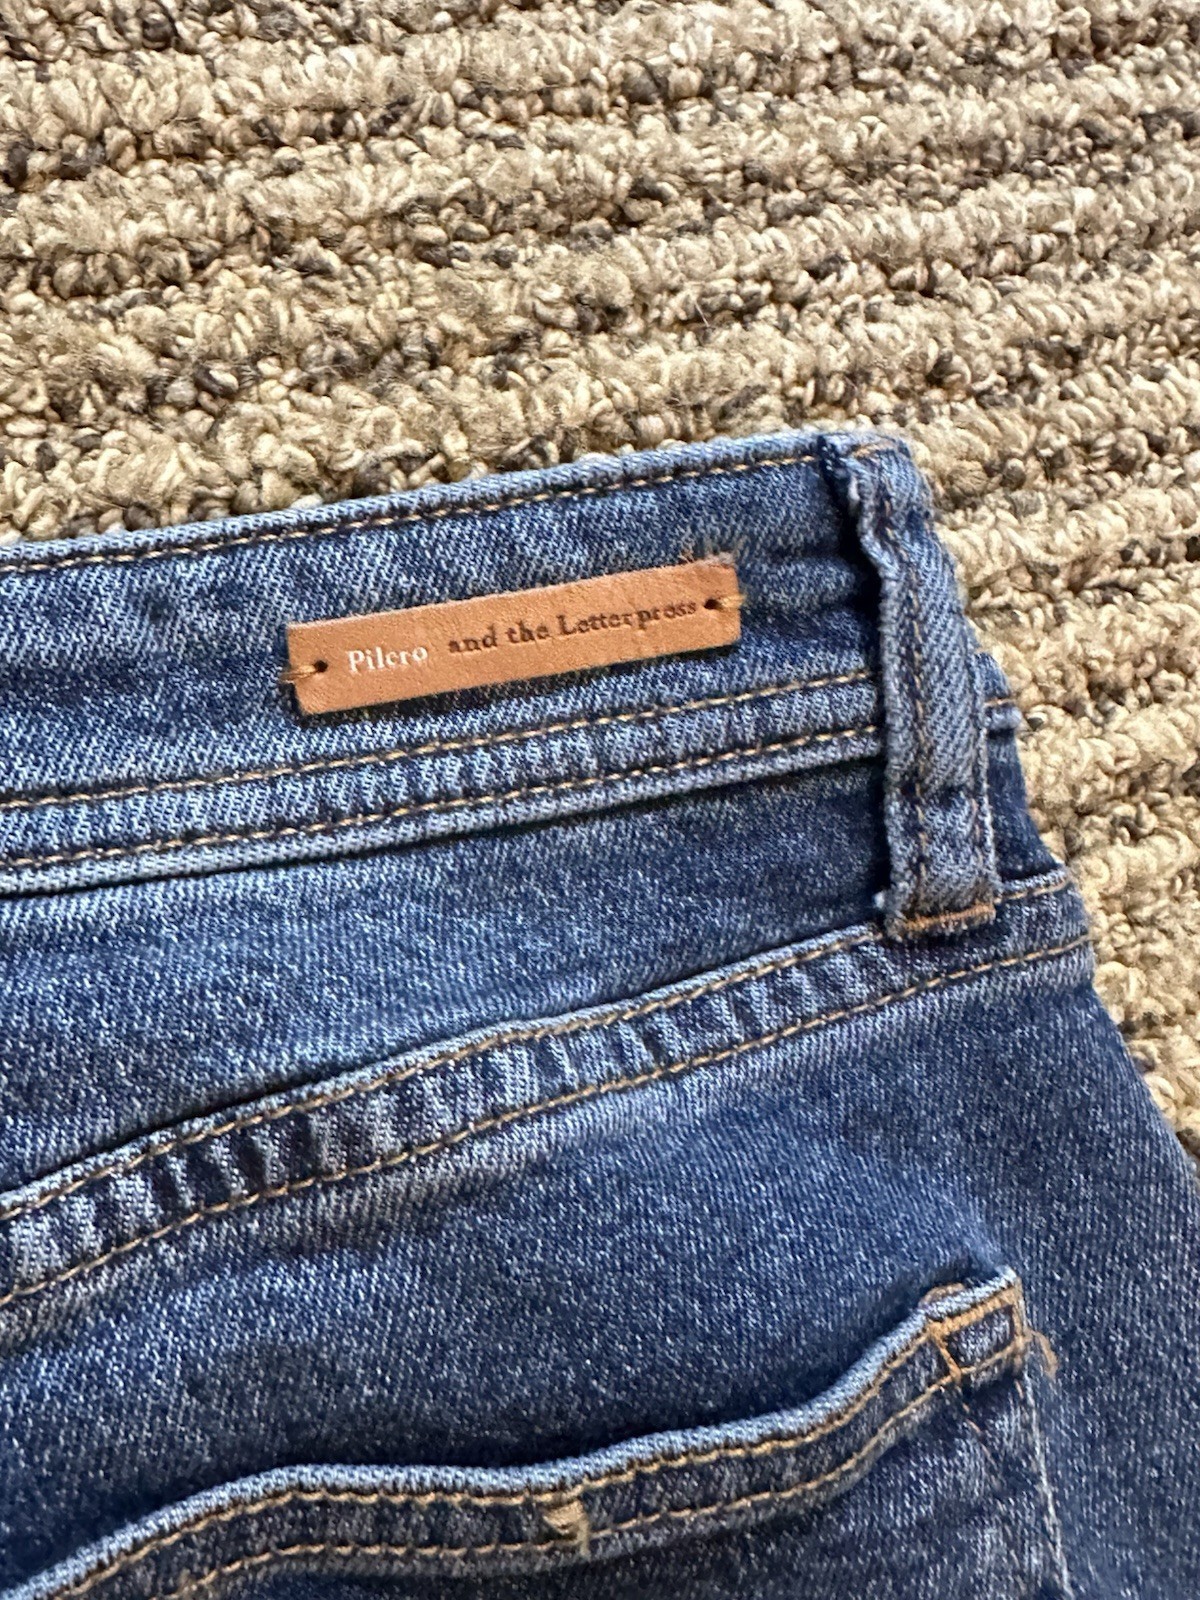 Pilcro and the Letterpress